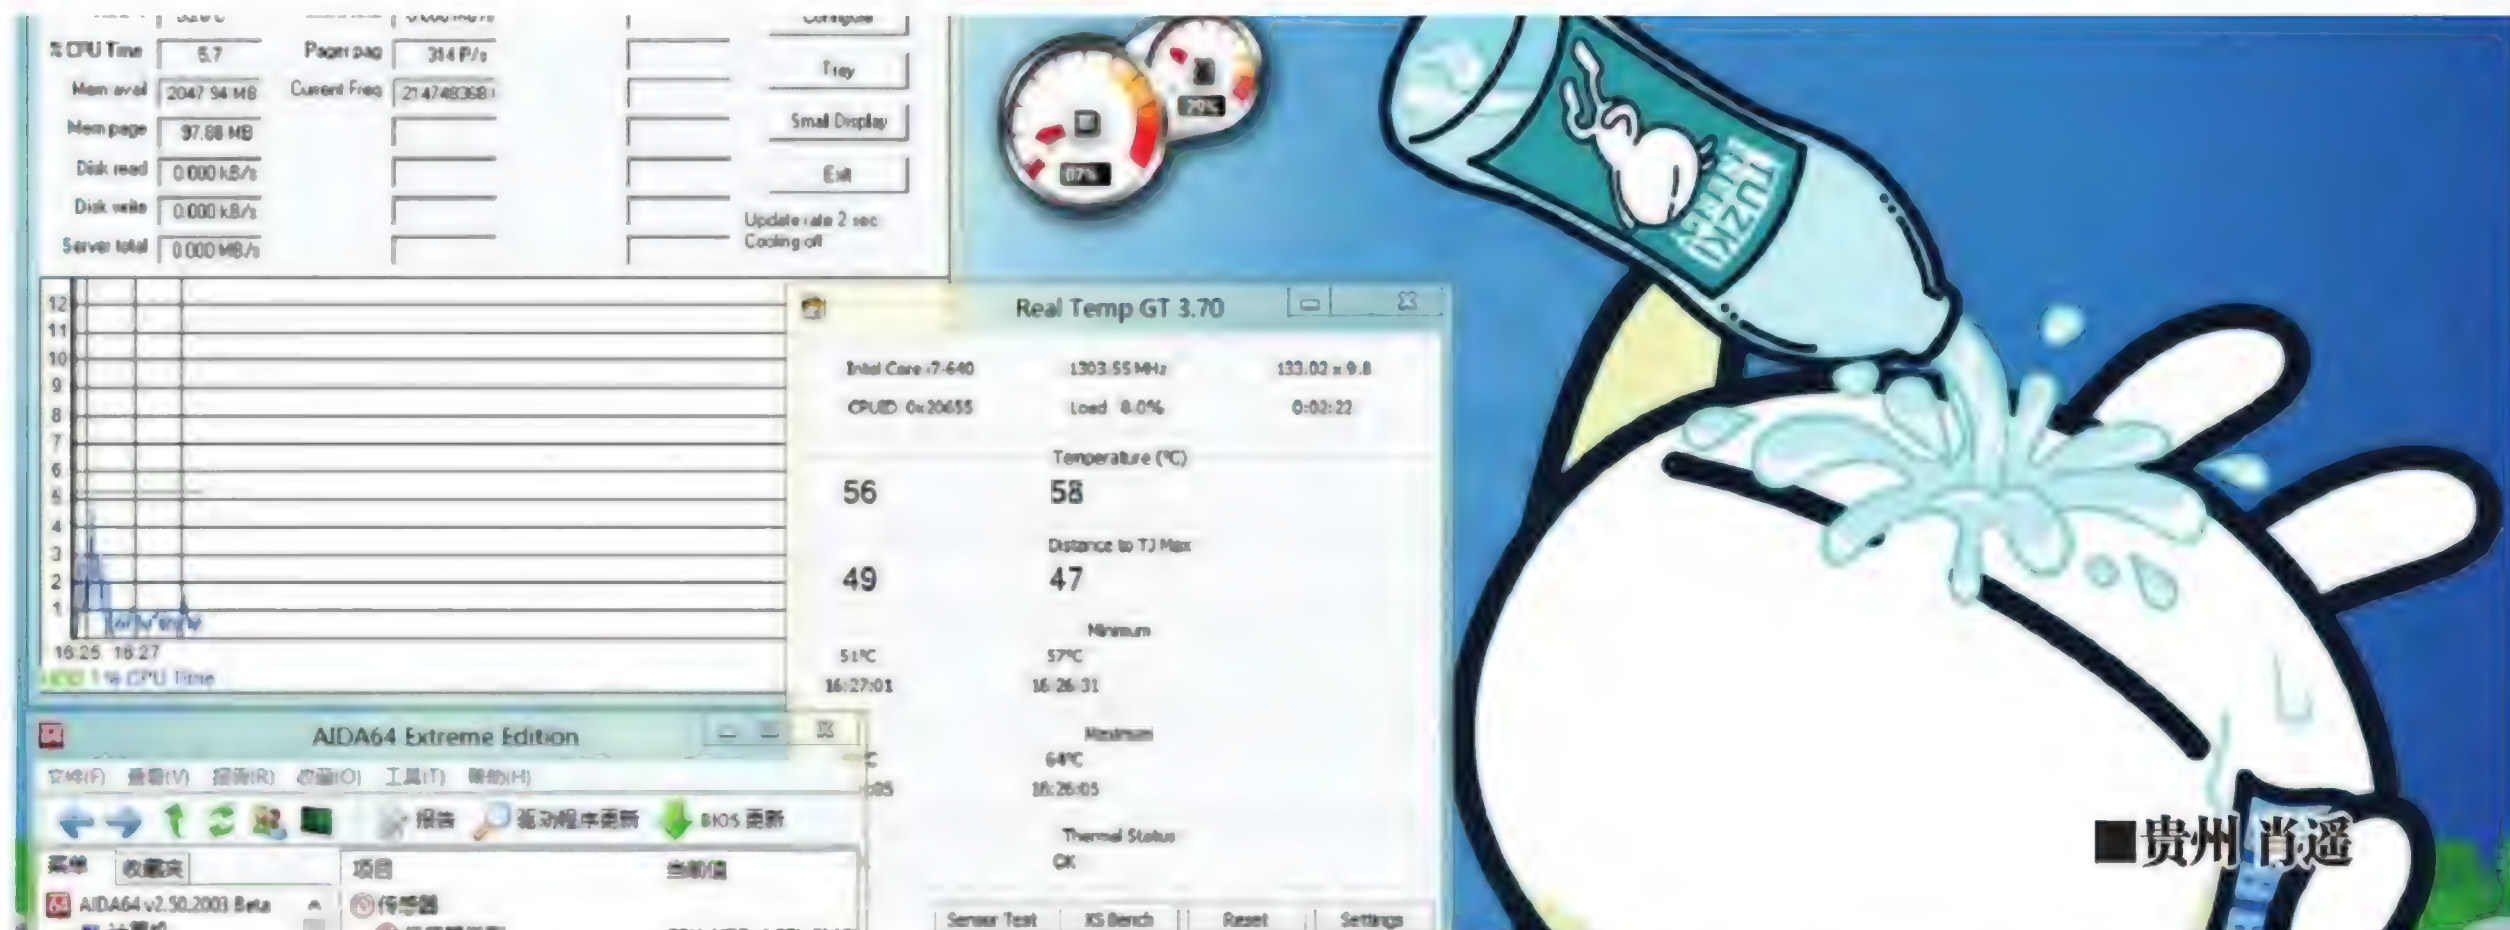 % CPU Time 5.7 Pager pag 314 P/s
Mem avail 2047.94 MB Current Freq
Tray
Mem page 97.88 MB
Small Display
Disk read 0.000 kB/s
Exit
Disk write 0.000 kB/s
Update rate 2 sec
Server total 0.000 MB/s
Cooling off
12
11
10
9
8
7
6
5
4
3
2
1
16:25 16:27
% CPU Time
07%
29%
TUZKI
Real Temp GT 3.70
Intel Core i7-640 1303.55 MHz 133.02 x 9.8
CPUID 0x20655 Load 8.0% 0:02:22
Temperature (°C)
56 58
Distance to TJ Max
49 47
Minimum
51°C 57°C
16:27:01 16:26:31
Maximum
64°C
:05 16:26:05
Thermal Status
OK
Sensor Test XS Bench Reset Settings
AIDA64 Extreme Edition
文件(F) 查看(V) 报告(R) 收藏(O) 工具(T) 帮助(H)
报告 驱动程序更新 BIOS 更新
菜单 收藏夹 项目 当前值
AIDA64 v2.50.2003 Beta 传感器
■贵州 肖遥